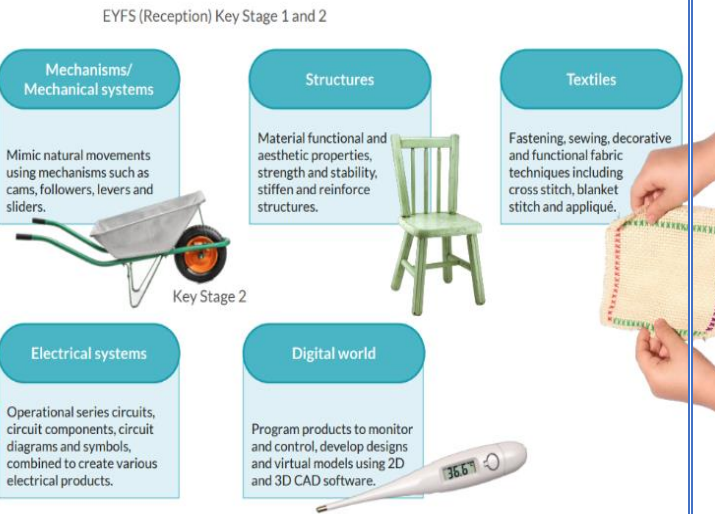 EYFS (Reception) Key Stage 1 and 2
Mechanisms/
Mechanical systems
Mimic natural movements
using mechanisms such as
cams, followers, levers and
sliders.
Structures
Material functional and
aesthetic properties,
strength and stability,
stiffen and reinforce
structures.
Textiles
Fastening, sewing, decorative
and functional fabric
techniques including
cross stitch, blanket
stitch and appliqué.
Key Stage 2
Electrical systems
Operational series circuits,
circuit components, circuit
diagrams and symbols,
combined to create various
electrical products.
Digital world
Program products to monitor
and control, develop designs
and virtual models using 2D
and 3D CAD software.
36.6°